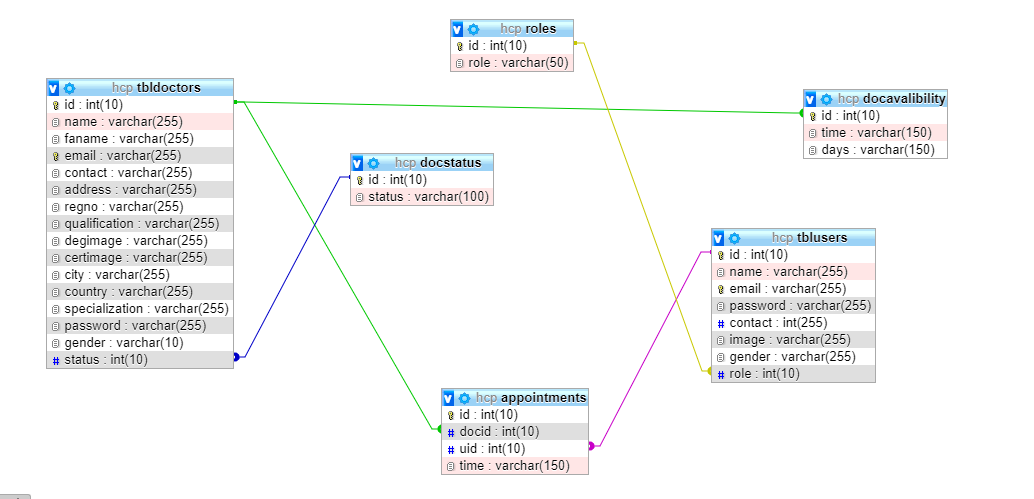 hcp roles
id : int(10)
role : varchar(50)
hcp tbldoctors
id : int(10)
name : varchar(255)
faname : varchar(255)
email : varchar(255)
contact : varchar(255)
address : varchar(255)
regno : varchar(255)
qualification : varchar(255)
degimage : varchar(255)
certimage : varchar(255)
city : varchar(255)
country : varchar(255)
specialization : varchar(255)
password : varchar(255)
gender : varchar(10)
# status : int(10)
hcp docavalibility
id : int(10)
time : varchar(150)
days : varchar(150)
hcp docstatus
id : int(10)
status : varchar(100)
hcp tblusers
id : int(10)
name : varchar(255)
email : varchar(255)
password : varchar(255)
# contact : int(255)
image : varchar(255)
gender : varchar(255)
# role : int(10)
hcp appointments
id : int(10)
# docid : int(10)
# uid : int(10)
time : varchar(150)